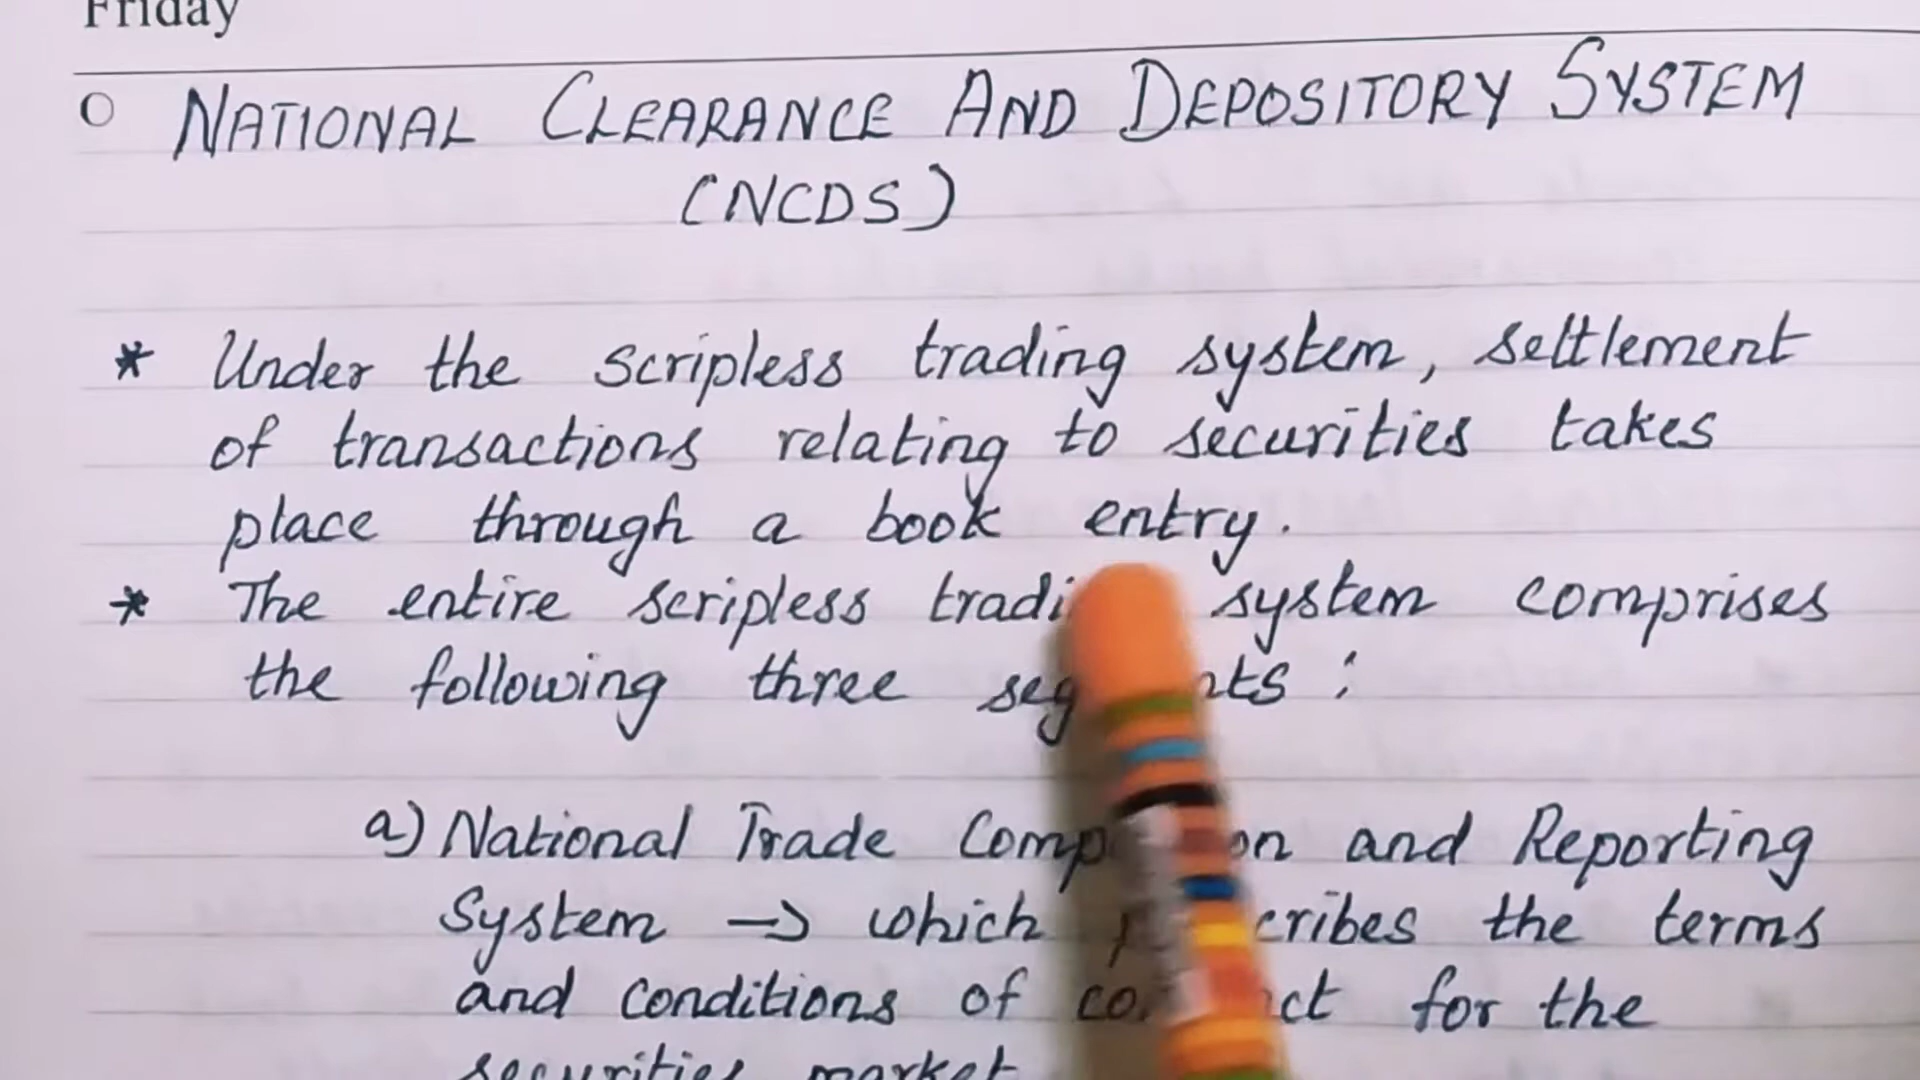 Friday
NATIONAL CLEARANCE AND DEPOSITORY SYSTEM
(NCDS)
* Under the scripless trading system, settlement
of transactions relating to securities takes
place through a book entry.
* The entire scripless system comprises
the following three :
a) National Trade and Reporting
System → which the terms
and conditions of for the
securities market